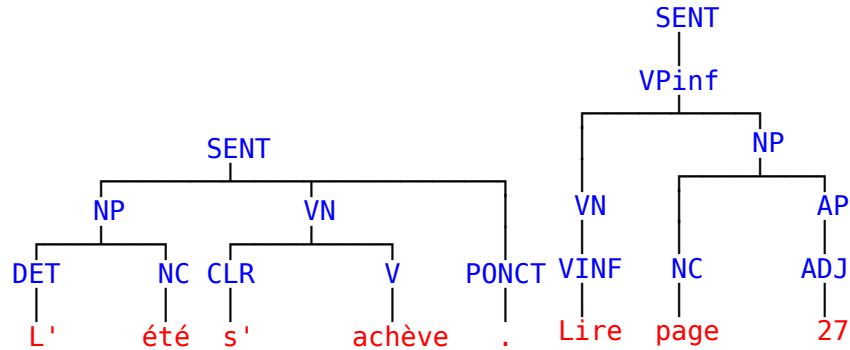 SENT
VPinf
SENT NP
NP VN VN AP
DET NC CLR V PONCT VINF NC ADJ
L' été s' achève . Lire page 27